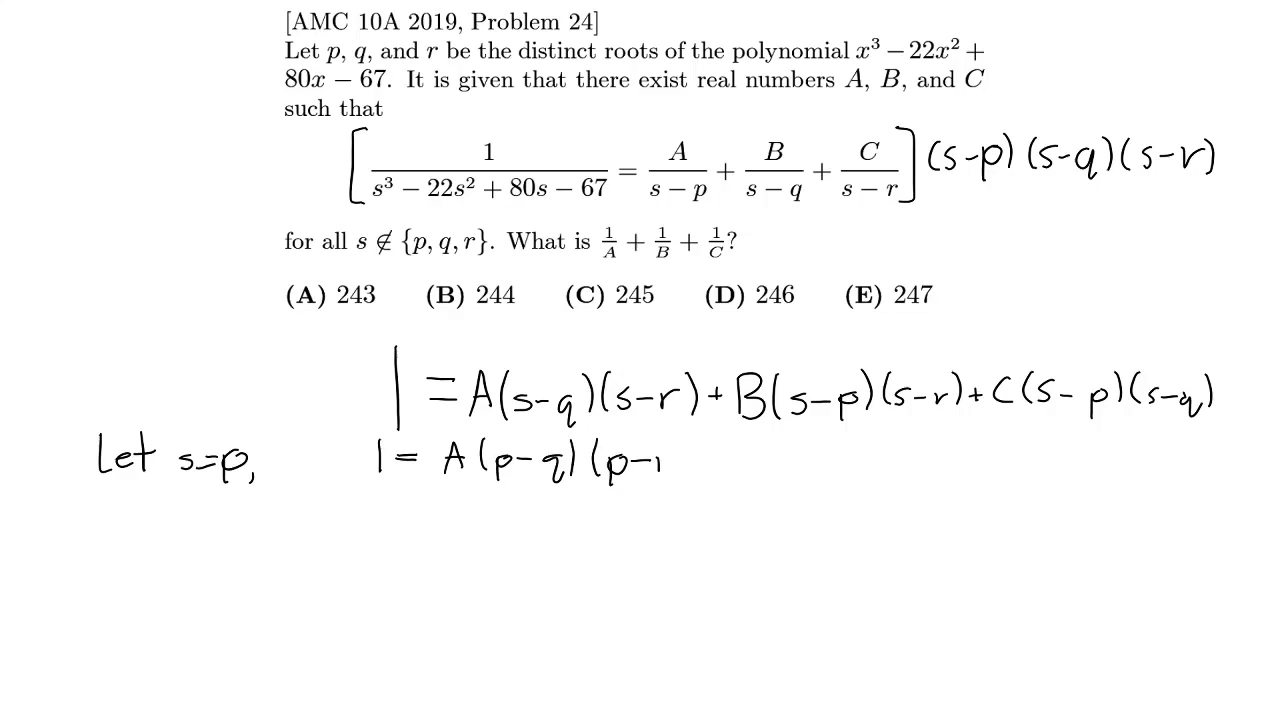 [AMC 10A 2019, Problem 24]
Let p, q, and r be the distinct roots of the polynomial x³ − 22x² +
80x − 67. It is given that there exist real numbers A, B, and C
such that
[ 1/(s³ − 22s² + 80s − 67) = A/(s − p) + B/(s − q) + C/(s − r) ] (s−p)(s−q)(s−r)
for all s ∉ {p, q, r}. What is 1/A + 1/B + 1/C?
(A) 243 (B) 244 (C) 245 (D) 246 (E) 247
1 = A(s−q)(s−r) + B(s−p)(s−r) + C(s−p)(s−q)
Let s=p, 1 = A(p−q)(p−